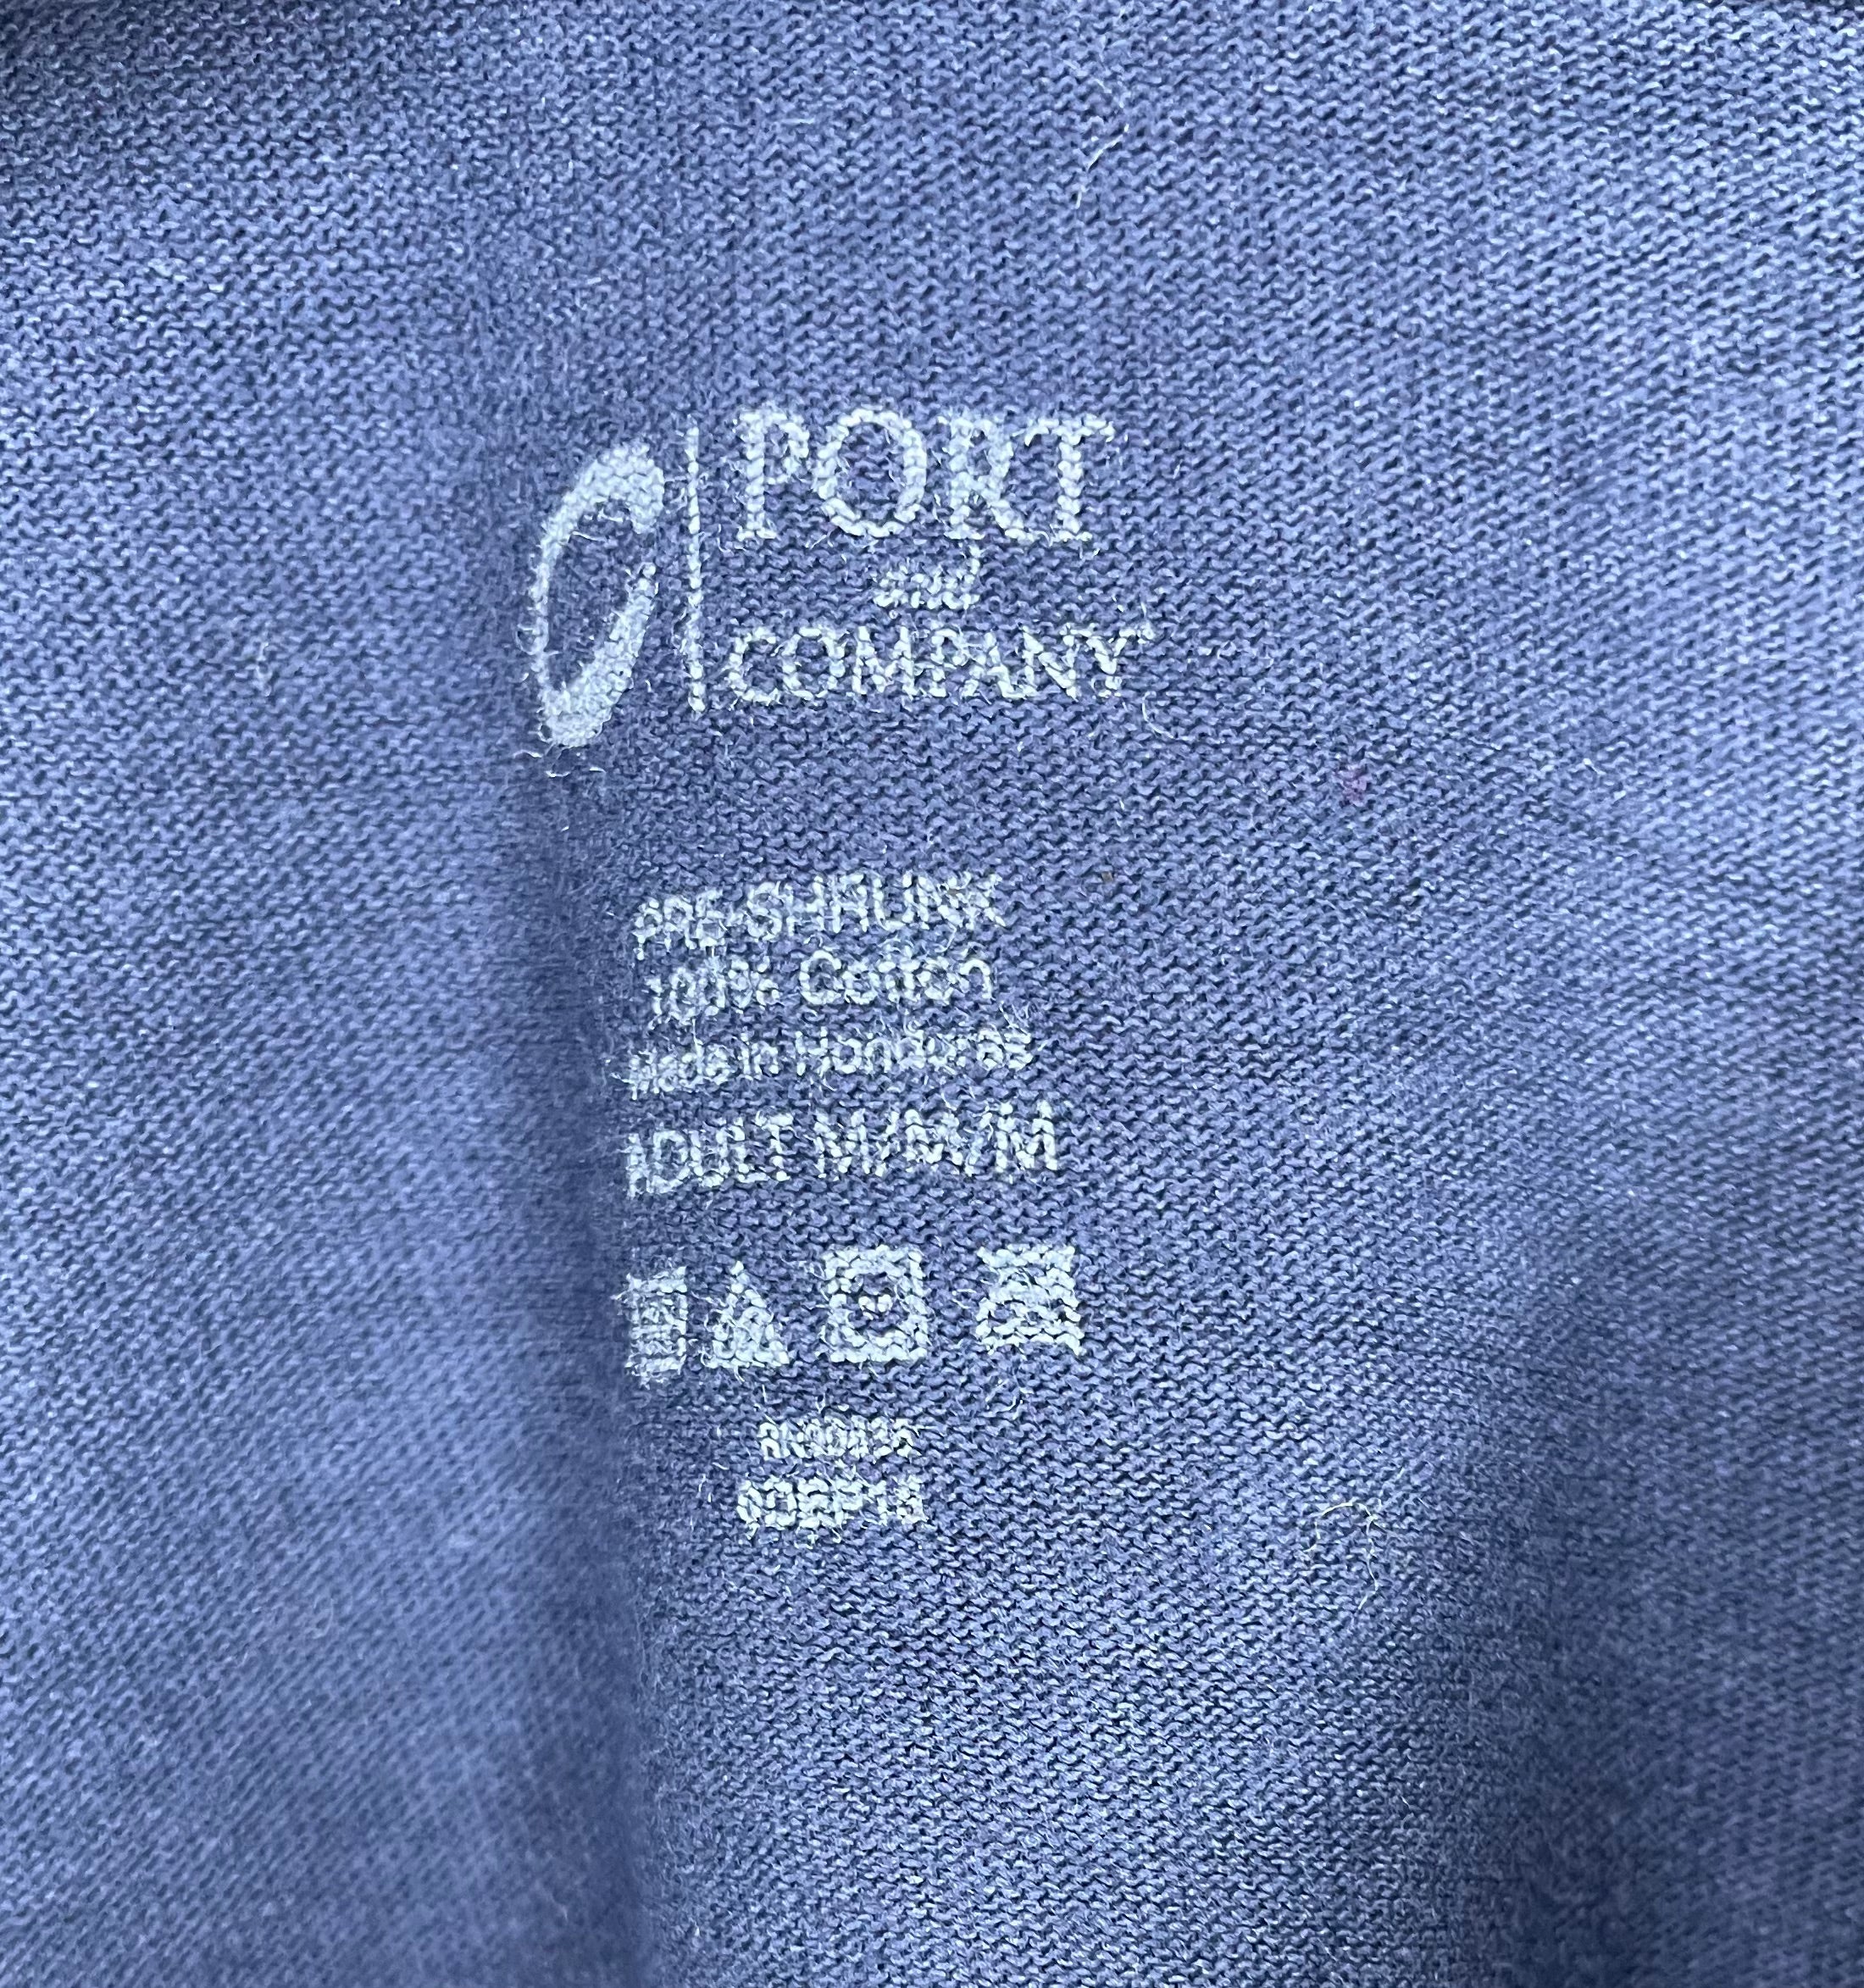 PORT
and
COMPANY
PRE-SHRUNK
100% Cotton
Made in Honduras
ADULT M/M/M